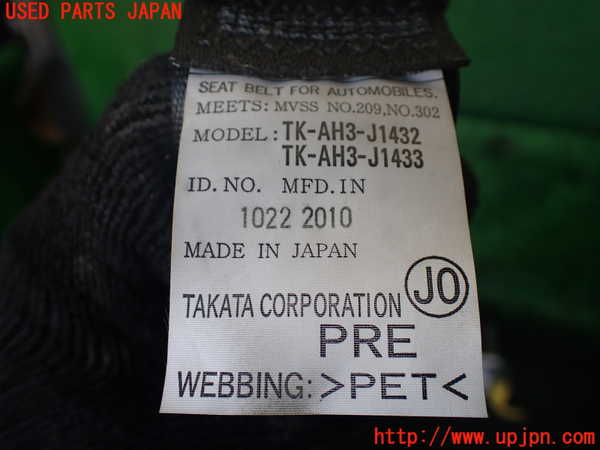 USED PARTS JAPAN
SEAT BELT FOR AUTOMOBILES.
MEETS: MVSS NO.209,NO.302
MODEL: TK-AH3-J1432
TK-AH3-J1433
ID.NO. MFD.IN
1022 2010
MADE IN JAPAN
JO
TAKATA CORPORATION
PRE
WEBBING: >PET<
http://www.upjpn.com/